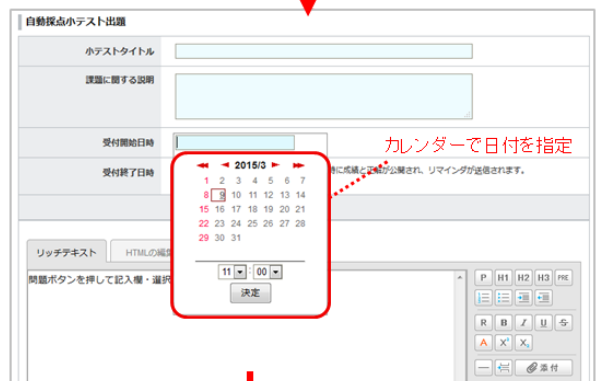 自動採点小テスト出題
小テストタイトル
課題に関する説明
受付開始日時
カレンダーで日付を指定
2015/3
受付終了日時
時に成績と正解が公開され、リマインダが送信されます。
1 2 3 4 5 6 7
8 9 10 11 12 13 14
15 16 17 18 19 20 21
22 23 24 25 26 27 28
29 30 31
11 : 00
決定
リッチテキスト HTMLの編集
問題ボタンを押して記入欄・選択
P H1 H2 H3 PRE
R B I U S
A X² X₂
添付